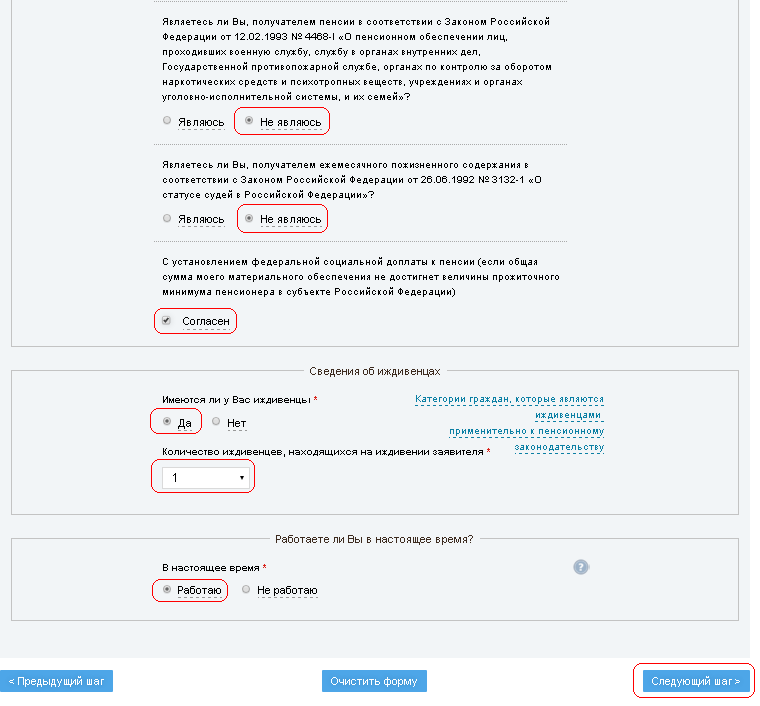 Являетесь ли Вы, получателем пенсии в соответствии с Законом Российской
Федерации от 12.02.1993 № 4468-I «О пенсионном обеспечении лиц,
проходивших военную службу, службу в органах внутренних дел,
Государственной противопожарной службе, органах по контролю за оборотом
наркотических средств и психотропных веществ, учреждениях и органах
уголовно-исполнительной системы, и их семей»?
Являюсь Не являюсь
Являетесь ли Вы, получателем ежемесячного пожизненного содержания в
соответствии с Законом Российской Федерации от 26.06.1992 № 3132-1 «О
статусе судей в Российской Федерации»?
Являюсь Не являюсь
С установлением федеральной социальной доплаты к пенсии (если общая
сумма моего материального обеспечения не достигнет величины прожиточного
минимума пенсионера в субъекте Российской Федерации)
Согласен
Сведения об иждивенцах
Имеются ли у Вас иждивенцы *
Да Нет
Категории граждан, которые являются
иждивенцами
применительно к пенсионному
законодательству
Количество иждивенцев, находящихся на иждивении заявителя *
1
Работаете ли Вы в настоящее время?
В настоящее время *
?
Работаю Не работаю
« Предыдущий шаг Очистить форму Следующий шаг »